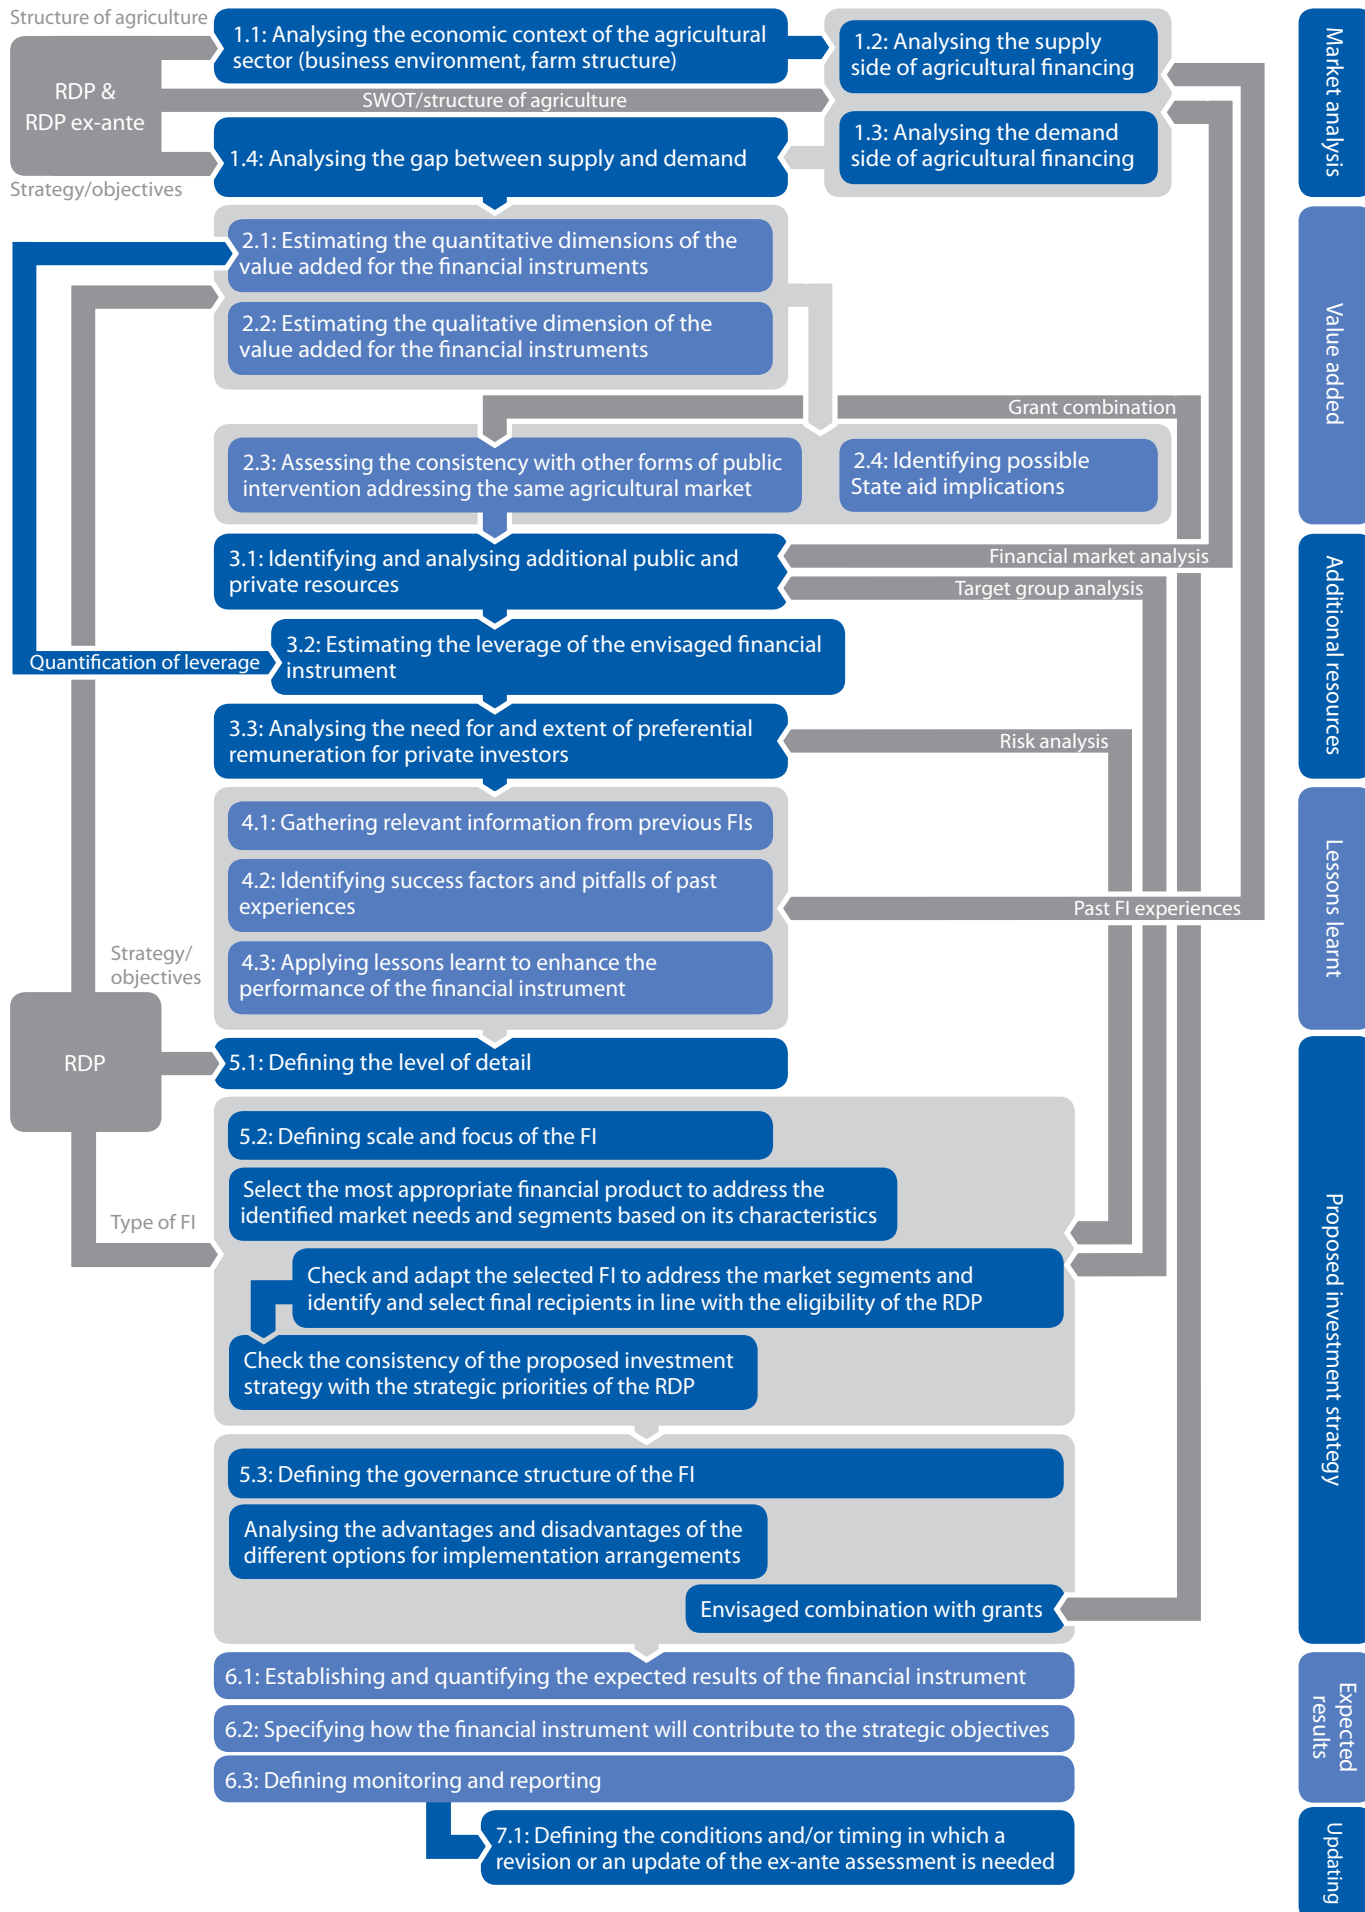 Structure of agriculture
RDP &
RDP ex-ante
Strategy/objectives
1.1: Analysing the economic context of the agricultural
sector (business environment, farm structure)
SWOT/structure of agriculture
1.2: Analysing the supply
side of agricultural financing
1.3: Analysing the demand
side of agricultural financing
1.4: Analysing the gap between supply and demand
Market analysis
2.1: Estimating the quantitative dimensions of the
value added for the financial instruments
2.2: Estimating the qualitative dimension of the
value added for the financial instruments
Grant combination
2.3: Assessing the consistency with other forms of public
intervention addressing the same agricultural market
2.4: Identifying possible
State aid implications
Value added
3.1: Identifying and analysing additional public and
private resources
Financial market analysis
Target group analysis
3.2: Estimating the leverage of the envisaged financial
instrument
Quantification of leverage
3.3: Analysing the need for and extent of preferential
remuneration for private investors
Risk analysis
Additional resources
4.1: Gathering relevant information from previous FIs
4.2: Identifying success factors and pitfalls of past
experiences
Past FI experiences
4.3: Applying lessons learnt to enhance the
performance of the financial instrument
Lessons learnt
Strategy/
objectives
RDP
Type of FI
5.1: Defining the level of detail
5.2: Defining scale and focus of the FI
Select the most appropriate financial product to address the
identified market needs and segments based on its characteristics
Check and adapt the selected FI to address the market segments and
identify and select final recipients in line with the eligibility of the RDP
Check the consistency of the proposed investment
strategy with the strategic priorities of the RDP
5.3: Defining the governance structure of the FI
Analysing the advantages and disadvantages of the
different options for implementation arrangements
Envisaged combination with grants
Proposed investment strategy
6.1: Establishing and quantifying the expected results of the financial instrument
6.2: Specifying how the financial instrument will contribute to the strategic objectives
6.3: Defining monitoring and reporting
Expected
results
7.1: Defining the conditions and/or timing in which a
revision or an update of the ex-ante assessment is needed
Updating